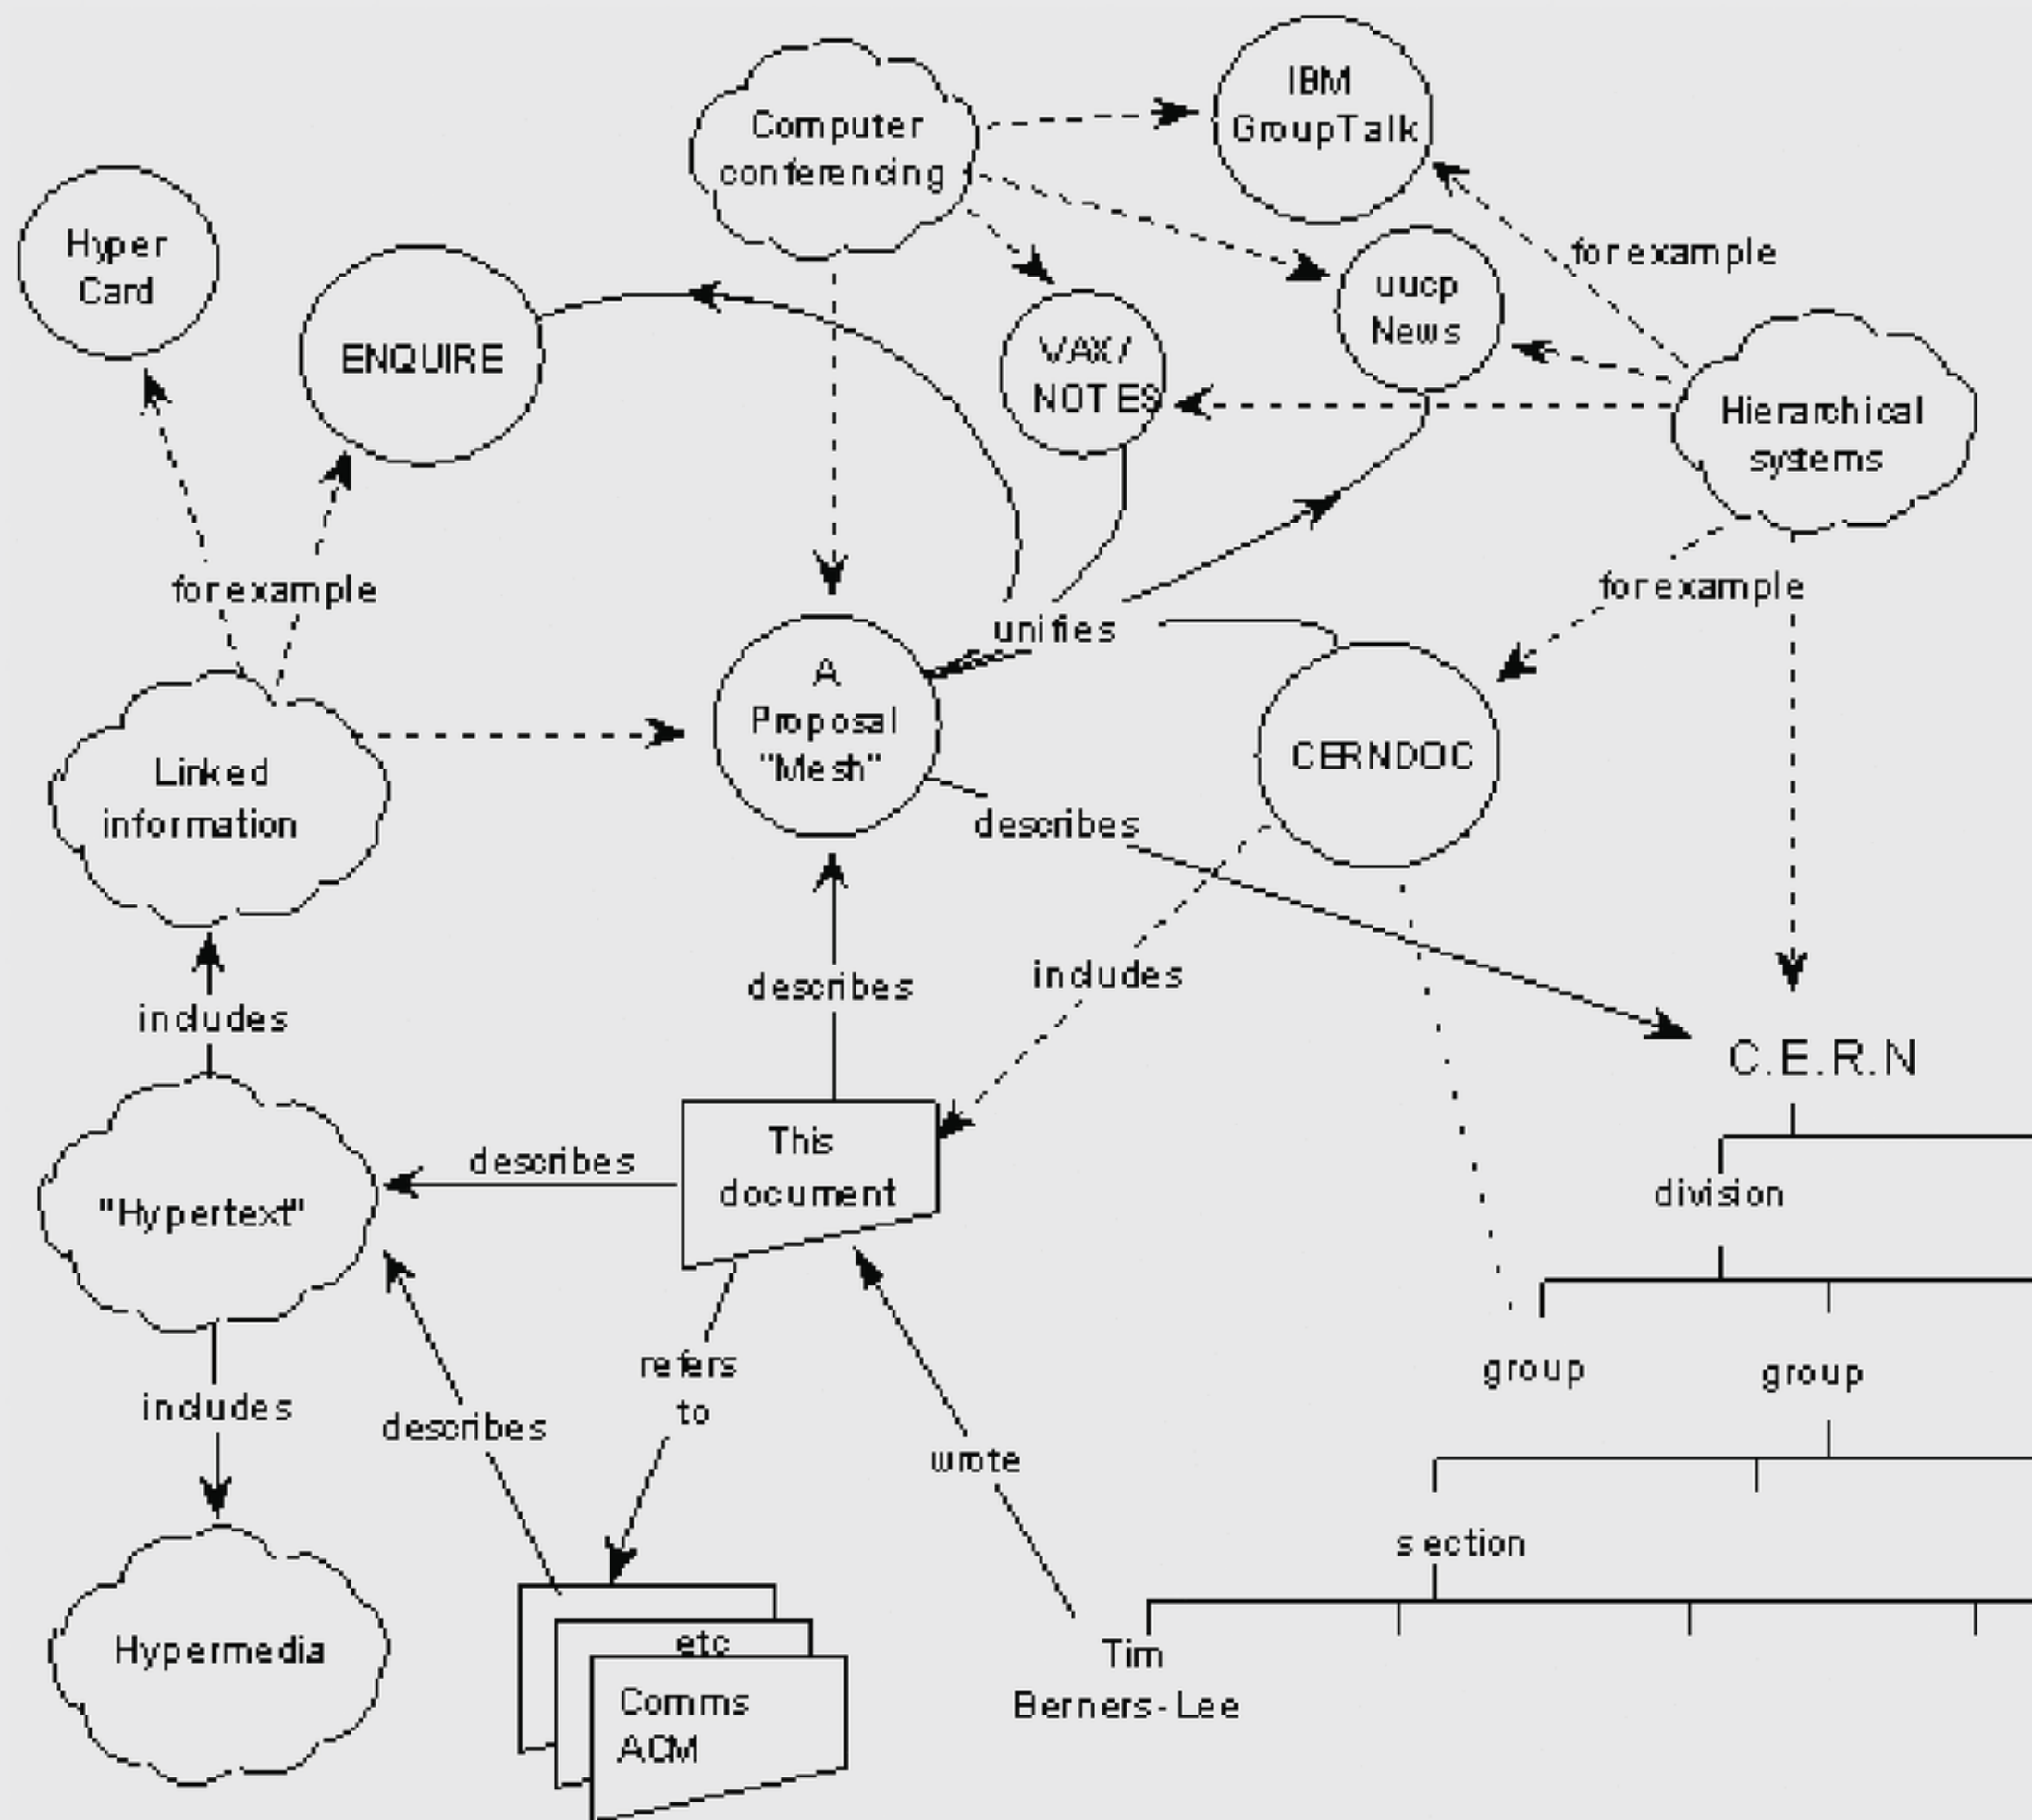 IBM
GroupTalk
Computer
conferencing
Hyper
Card
for example
uucp
News
ENQUIRE
VAX/
NOTES
Hierarchical
systems
for example
for example
unifies
A
Proposal
"Mesh"
CERNDOC
Linked
information
describes
includes
describes
includes
C.E.R.N
This
document
describes
division
"Hypertext"
refers
to
group
group
includes
describes
wrote
section
Hypermedia
etc
Comms
ACM
Tim
Berners-Lee